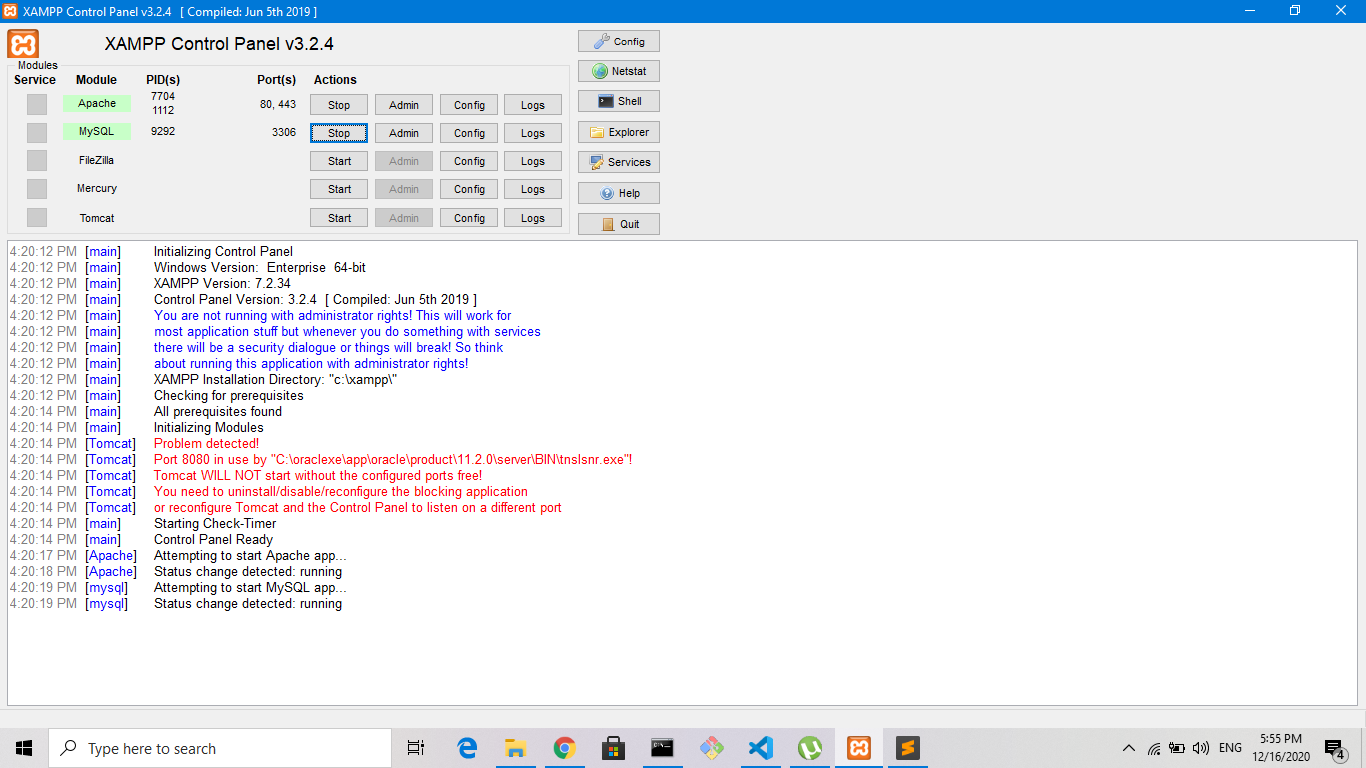 XAMPP Control Panel v3.2.4 [ Compiled: Jun 5th 2019 ]
XAMPP Control Panel v3.2.4
Config
Modules
Service Module PID(s) Port(s) Actions
Netstat
Apache 7704 80, 443 Stop Admin Config Logs
1112
Shell
MySQL 9292 3306 Stop Admin Config Logs
Explorer
FileZilla Start Admin Config Logs
Services
Mercury Start Admin Config Logs
Help
Tomcat Start Admin Config Logs
Quit
4:20:12 PM [main] Initializing Control Panel
4:20:12 PM [main] Windows Version: Enterprise 64-bit
4:20:12 PM [main] XAMPP Version: 7.2.34
4:20:12 PM [main] Control Panel Version: 3.2.4 [ Compiled: Jun 5th 2019 ]
4:20:12 PM [main] You are not running with administrator rights! This will work for
4:20:12 PM [main] most application stuff but whenever you do something with services
4:20:12 PM [main] there will be a security dialogue or things will break! So think
4:20:12 PM [main] about running this application with administrator rights!
4:20:12 PM [main] XAMPP Installation Directory: "c:\xampp\"
4:20:12 PM [main] Checking for prerequisites
4:20:14 PM [main] All prerequisites found
4:20:14 PM [main] Initializing Modules
4:20:14 PM [Tomcat] Problem detected!
4:20:14 PM [Tomcat] Port 8080 in use by "C:\oraclexe\app\oracle\product\11.2.0\server\BIN\tnslsnr.exe"!
4:20:14 PM [Tomcat] Tomcat WILL NOT start without the configured ports free!
4:20:14 PM [Tomcat] You need to uninstall/disable/reconfigure the blocking application
4:20:14 PM [Tomcat] or reconfigure Tomcat and the Control Panel to listen on a different port
4:20:14 PM [main] Starting Check-Timer
4:20:14 PM [main] Control Panel Ready
4:20:17 PM [Apache] Attempting to start Apache app...
4:20:18 PM [Apache] Status change detected: running
4:20:19 PM [mysql] Attempting to start MySQL app...
4:20:19 PM [mysql] Status change detected: running
Type here to search
ENG
5:55 PM
12/16/2020
4